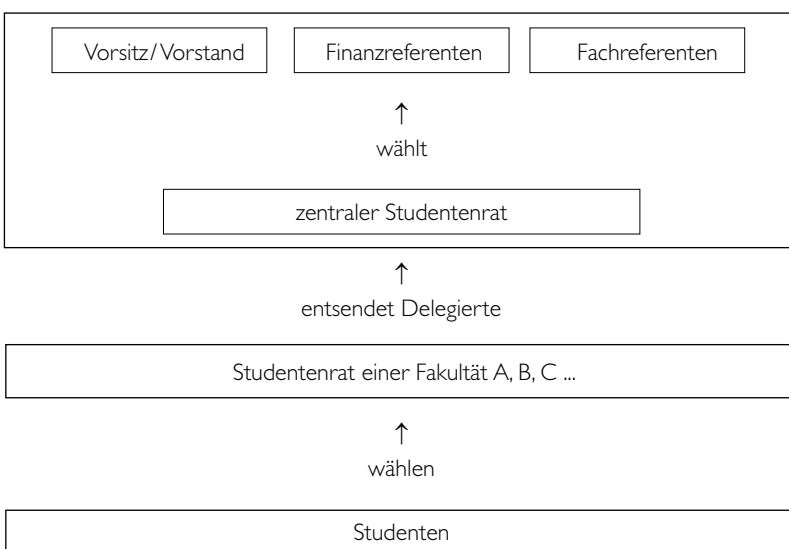 Vorsitz/Vorstand Finanzreferenten Fachreferenten
↑
wählt
zentraler Studentenrat
↑
entsendet Delegierte
Studentenrat einer Fakultät A, B, C ...
↑
wählen
Studenten